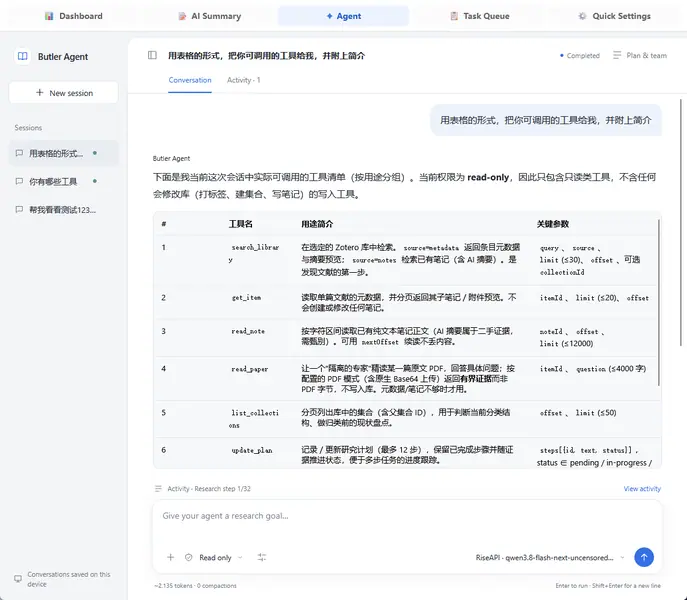 Dashboard
AI Summary
Agent
Task Queue
Quick Settings
Butler Agent
New session
Sessions
用表格的形式...
你有哪些工具
帮我看看测试123...
Conversations saved on this
device
用表格的形式，把你可调用的工具给我，并附上简介
Completed
Plan & team
Conversation
Activity · 1
用表格的形式，把你可调用的工具给我，并附上简介
Butler Agent
下面是我当前这次会话中实际可调用的工具清单（按用途分组）。当前权限为 read-only，因此只包含只读类工具，不含任何
会修改库（打标签、建集合、写笔记）的写入工具。
# 工具名 用途简介 关键参数
1 search_librar
y
在选定的 Zotero 库中检索。 source=metadata 返回条目元数据
与摘要预览； source=notes 检索已有笔记（含 AI 摘要）。是
发现文献的第一步。
query 、 source 、
limit (≤30)、 offset 、可选
collectionId
2 get_item
读取单篇文献的元数据，并分页返回其子笔记 / 附件预览。不
会创建或修改任何笔记。
itemId 、 limit (≤20)、 offset
3 read_note
按字符区间读取已有纯文本笔记正文（AI 摘要属于二手证据，
需甄别）。可用 nextOffset 续读不丢内容。
noteId 、 offset 、
limit (≤12000)
4 read_paper
让一个"隔离的专家"精读某一篇原文 PDF，回答具体问题；按
配置的 PDF 模式（含原生 Base64 上传）返回有界证据而非
PDF 字节，不写入库。元数据/笔记不够时才用。
itemId 、 question (≤4000 字)
5 list_collecti
ons
分页列出库中的集合（含父集合 ID），用于判断当前分类结
构、做归类前的现状盘点。
offset 、 limit (≤50)
6 update_plan
记录 / 更新研究计划（最多 12 步），保留已完成步骤并随证
据推进状态，便于多步任务的进度跟踪。
steps[{id, text, status}] ，
status ∈ pending / in-progress /
Activity · Research step 1/32
View activity
Give your agent a research goal...
Read only
RiseAPI · qwen3.8-flash-next-uncensored...
~2,135 tokens · 0 compactions
Enter to run · Shift+Enter for a new line